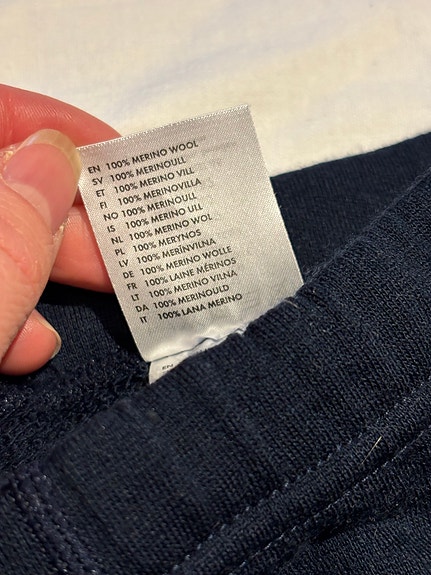 EN 100% MERINO WOOL
SV 100% MERINOULL
ET 100% MERINO VILL
FI 100% MERINOVILLA
NO 100% MERINOULL
IS 100% MERINO ULL
NL 100% MERINO WOL
PL 100% MERYNOS
LV 100% MERĪNVILNA
DE 100% MERINO WOLLE
FR 100% LAINE MÉRINOS
LT 100% MERINO VILNA
DA 100% MERINOULD
IT 100% LANA MERINO
EN